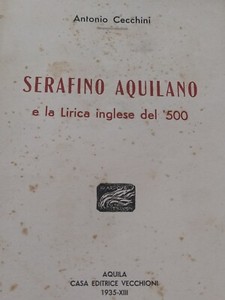 Antonio Cecchini
SERAFINO AQUILANO
e la Lirica inglese del '500
AQUILA
CASA EDITRICE VECCHIONI
1935-XIII